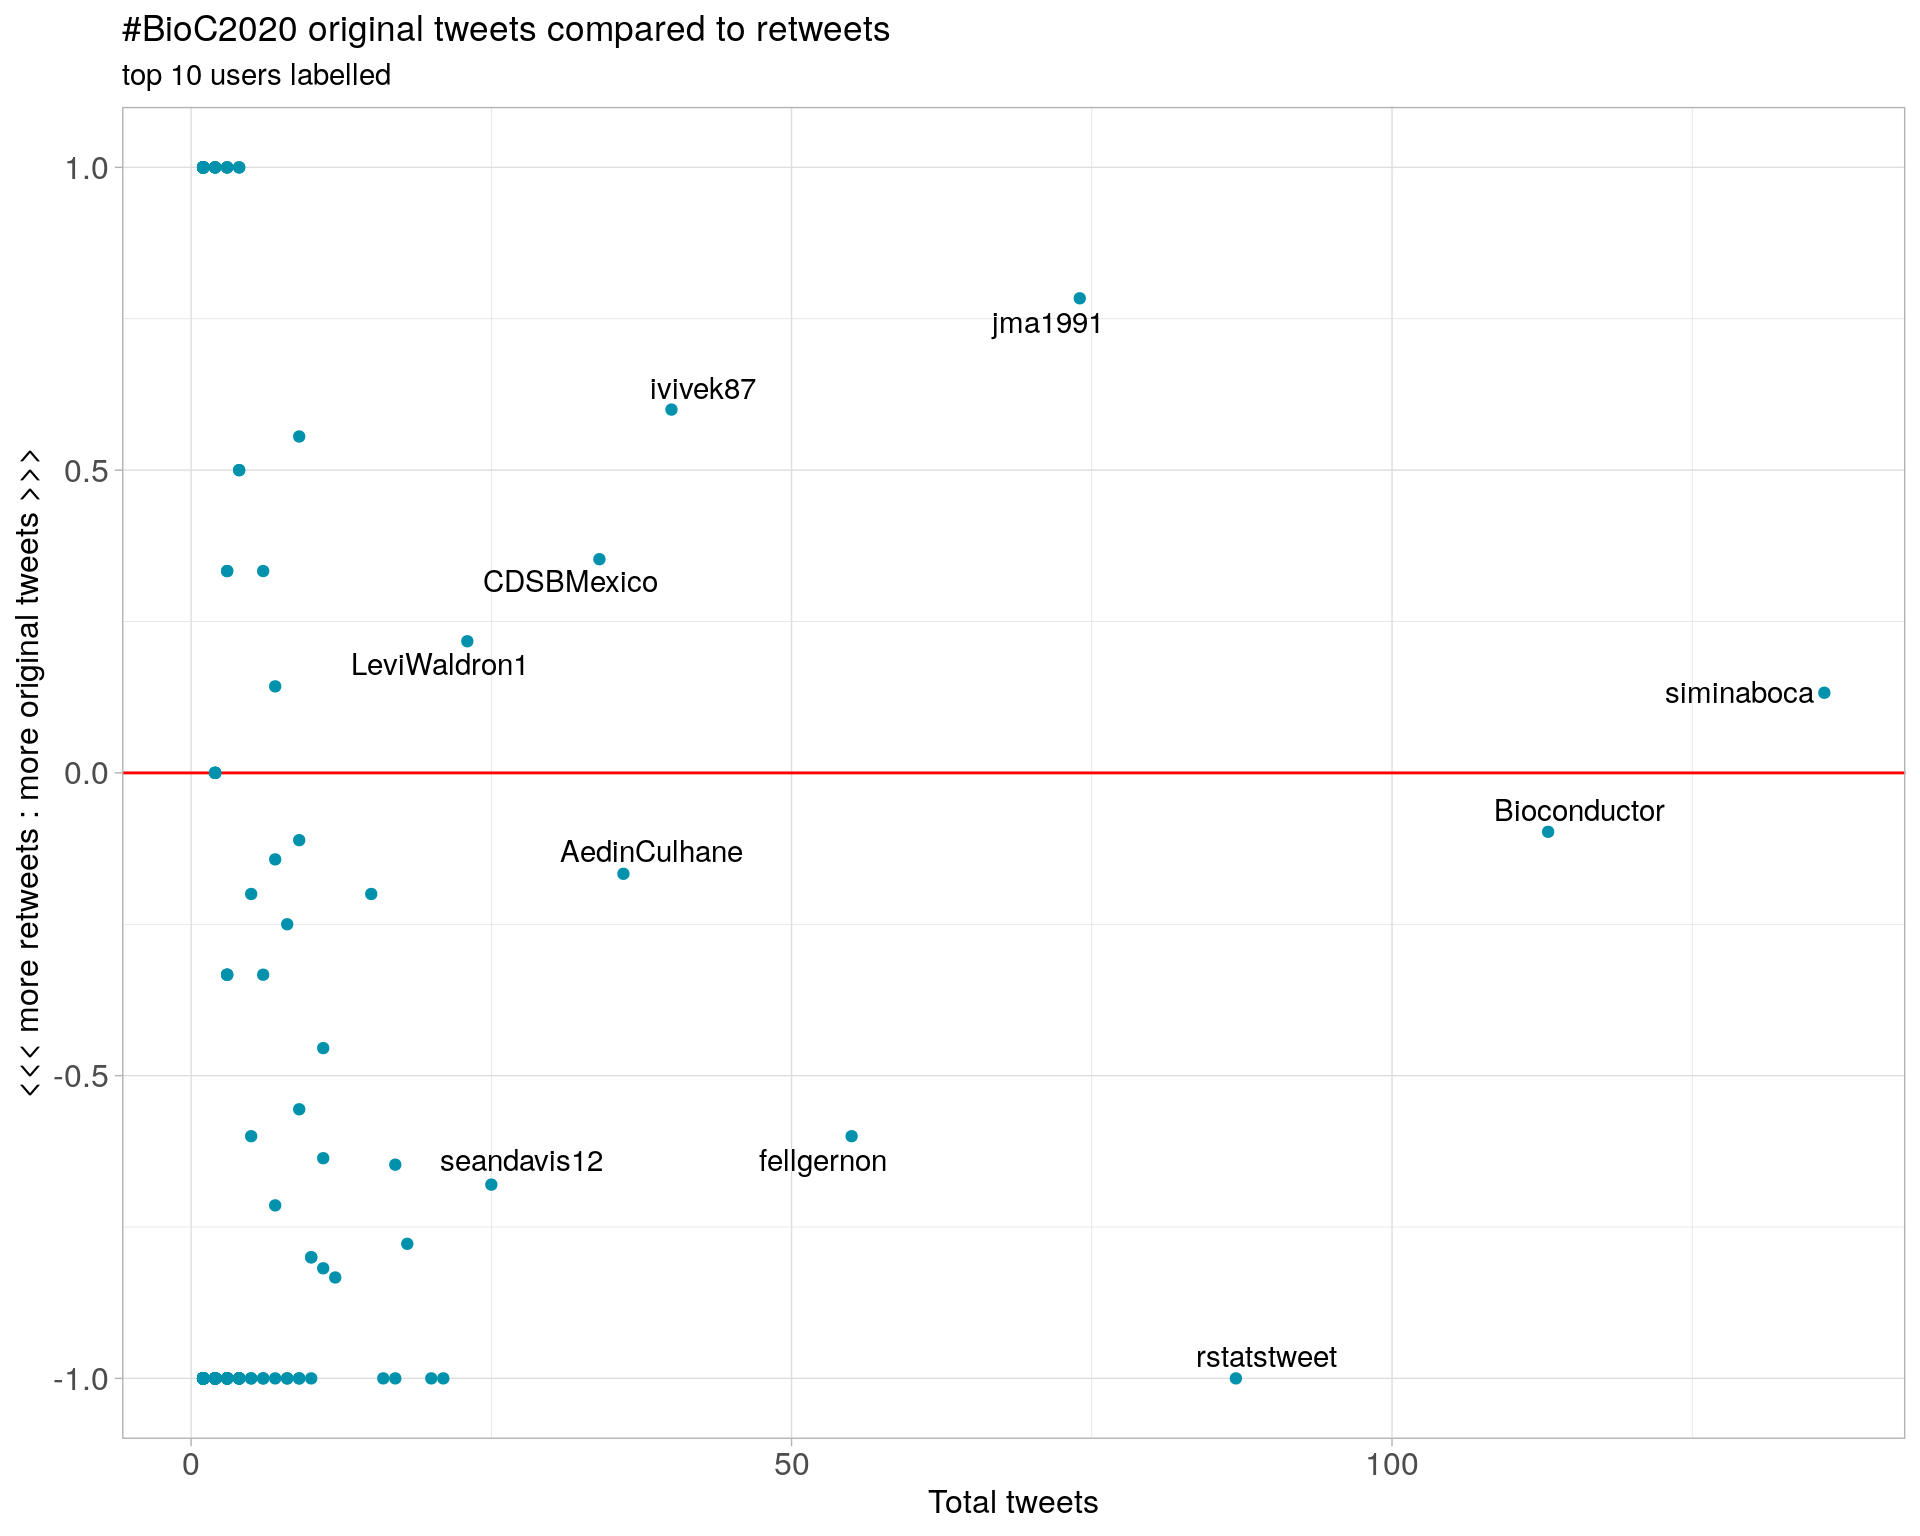 #BioC2020 original tweets compared to retweets
top 10 users labelled
<<< more retweets : more original tweets >>>
1.0
0.5
0.0
-0.5
-1.0
jma1991
ivivek87
CDSBMexico
LeviWaldron1
siminaboca
Bioconductor
AedinCulhane
seandavis12
fellgernon
rstatstweet
0
50
100
Total tweets